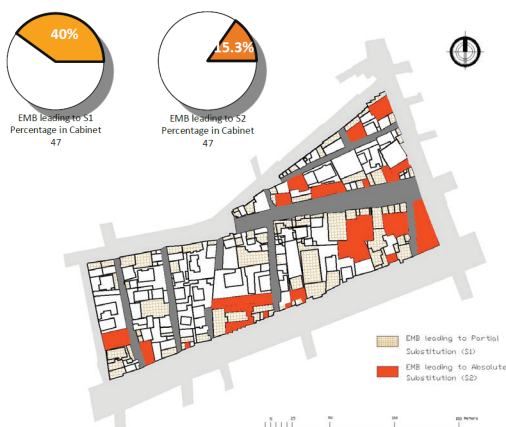 40%
15.3%
EMB leading to S1
Percentage in Cabinet
47
EMB leading to S2
Percentage in Cabinet
47
EMB leading to Partial
Substitution (S1)
EMB leading to Absolute
Substitution (S2)